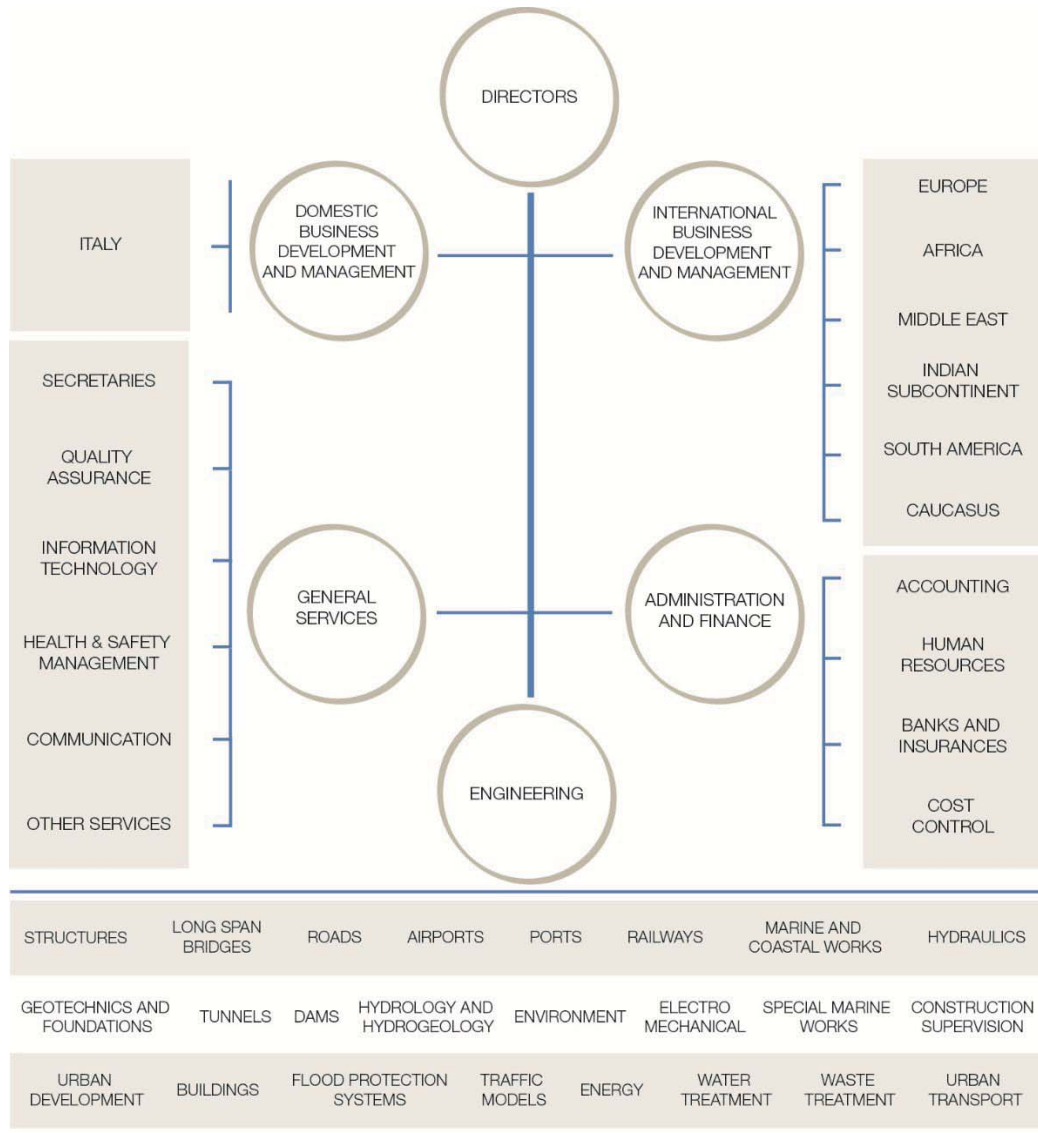 DIRECTORS
DOMESTIC
BUSINESS
DEVELOPMENT
AND MANAGEMENT
INTERNATIONAL
BUSINESS
DEVELOPMENT
AND MANAGEMENT
ITALY
EUROPE
AFRICA
MIDDLE EAST
INDIAN
SUBCONTINENT
SOUTH AMERICA
CAUCASUS
SECRETARIES
QUALITY
ASSURANCE
INFORMATION
TECHNOLOGY
HEALTH & SAFETY
MANAGEMENT
COMMUNICATION
OTHER SERVICES
GENERAL
SERVICES
ADMINISTRATION
AND FINANCE
ACCOUNTING
HUMAN
RESOURCES
BANKS AND
INSURANCES
COST
CONTROL
ENGINEERING
STRUCTURES
LONG SPAN
BRIDGES
ROADS
AIRPORTS
PORTS
RAILWAYS
MARINE AND
COASTAL WORKS
HYDRAULICS
GEOTECHNICS AND
FOUNDATIONS
TUNNELS
DAMS
HYDROLOGY AND
HYDROGEOLOGY
ENVIRONMENT
ELECTRO
MECHANICAL
SPECIAL MARINE
WORKS
CONSTRUCTION
SUPERVISION
URBAN
DEVELOPMENT
BUILDINGS
FLOOD PROTECTION
SYSTEMS
TRAFFIC
MODELS
ENERGY
WATER
TREATMENT
WASTE
TREATMENT
URBAN
TRANSPORT